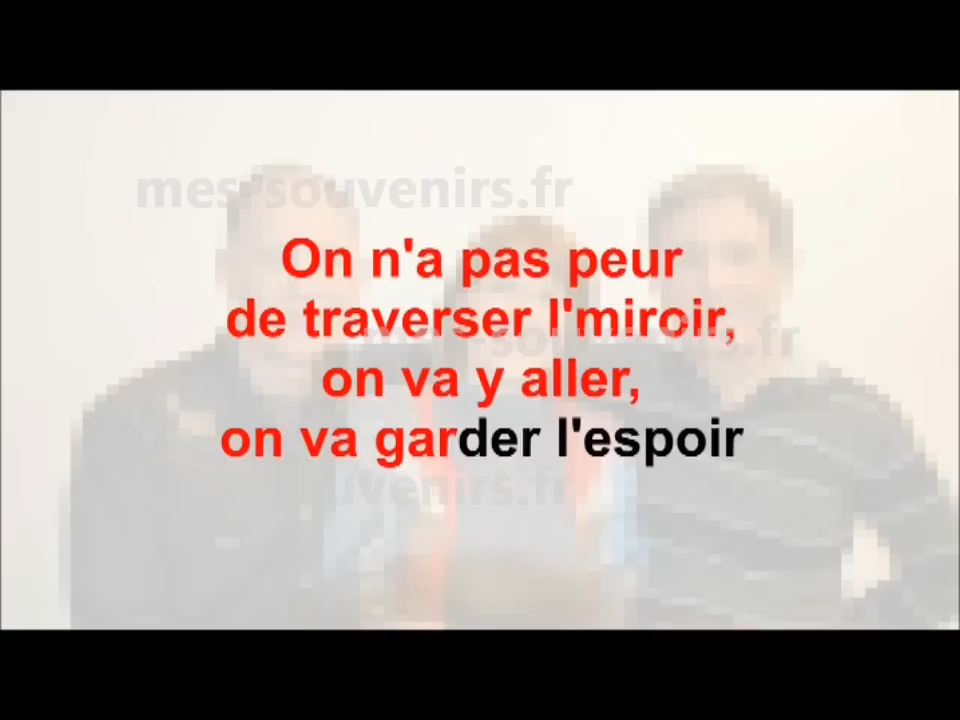 mes-souvenirs.fr
On n'a pas peur
de traverser l'miroir,
on va y aller,
on va garder l'espoir